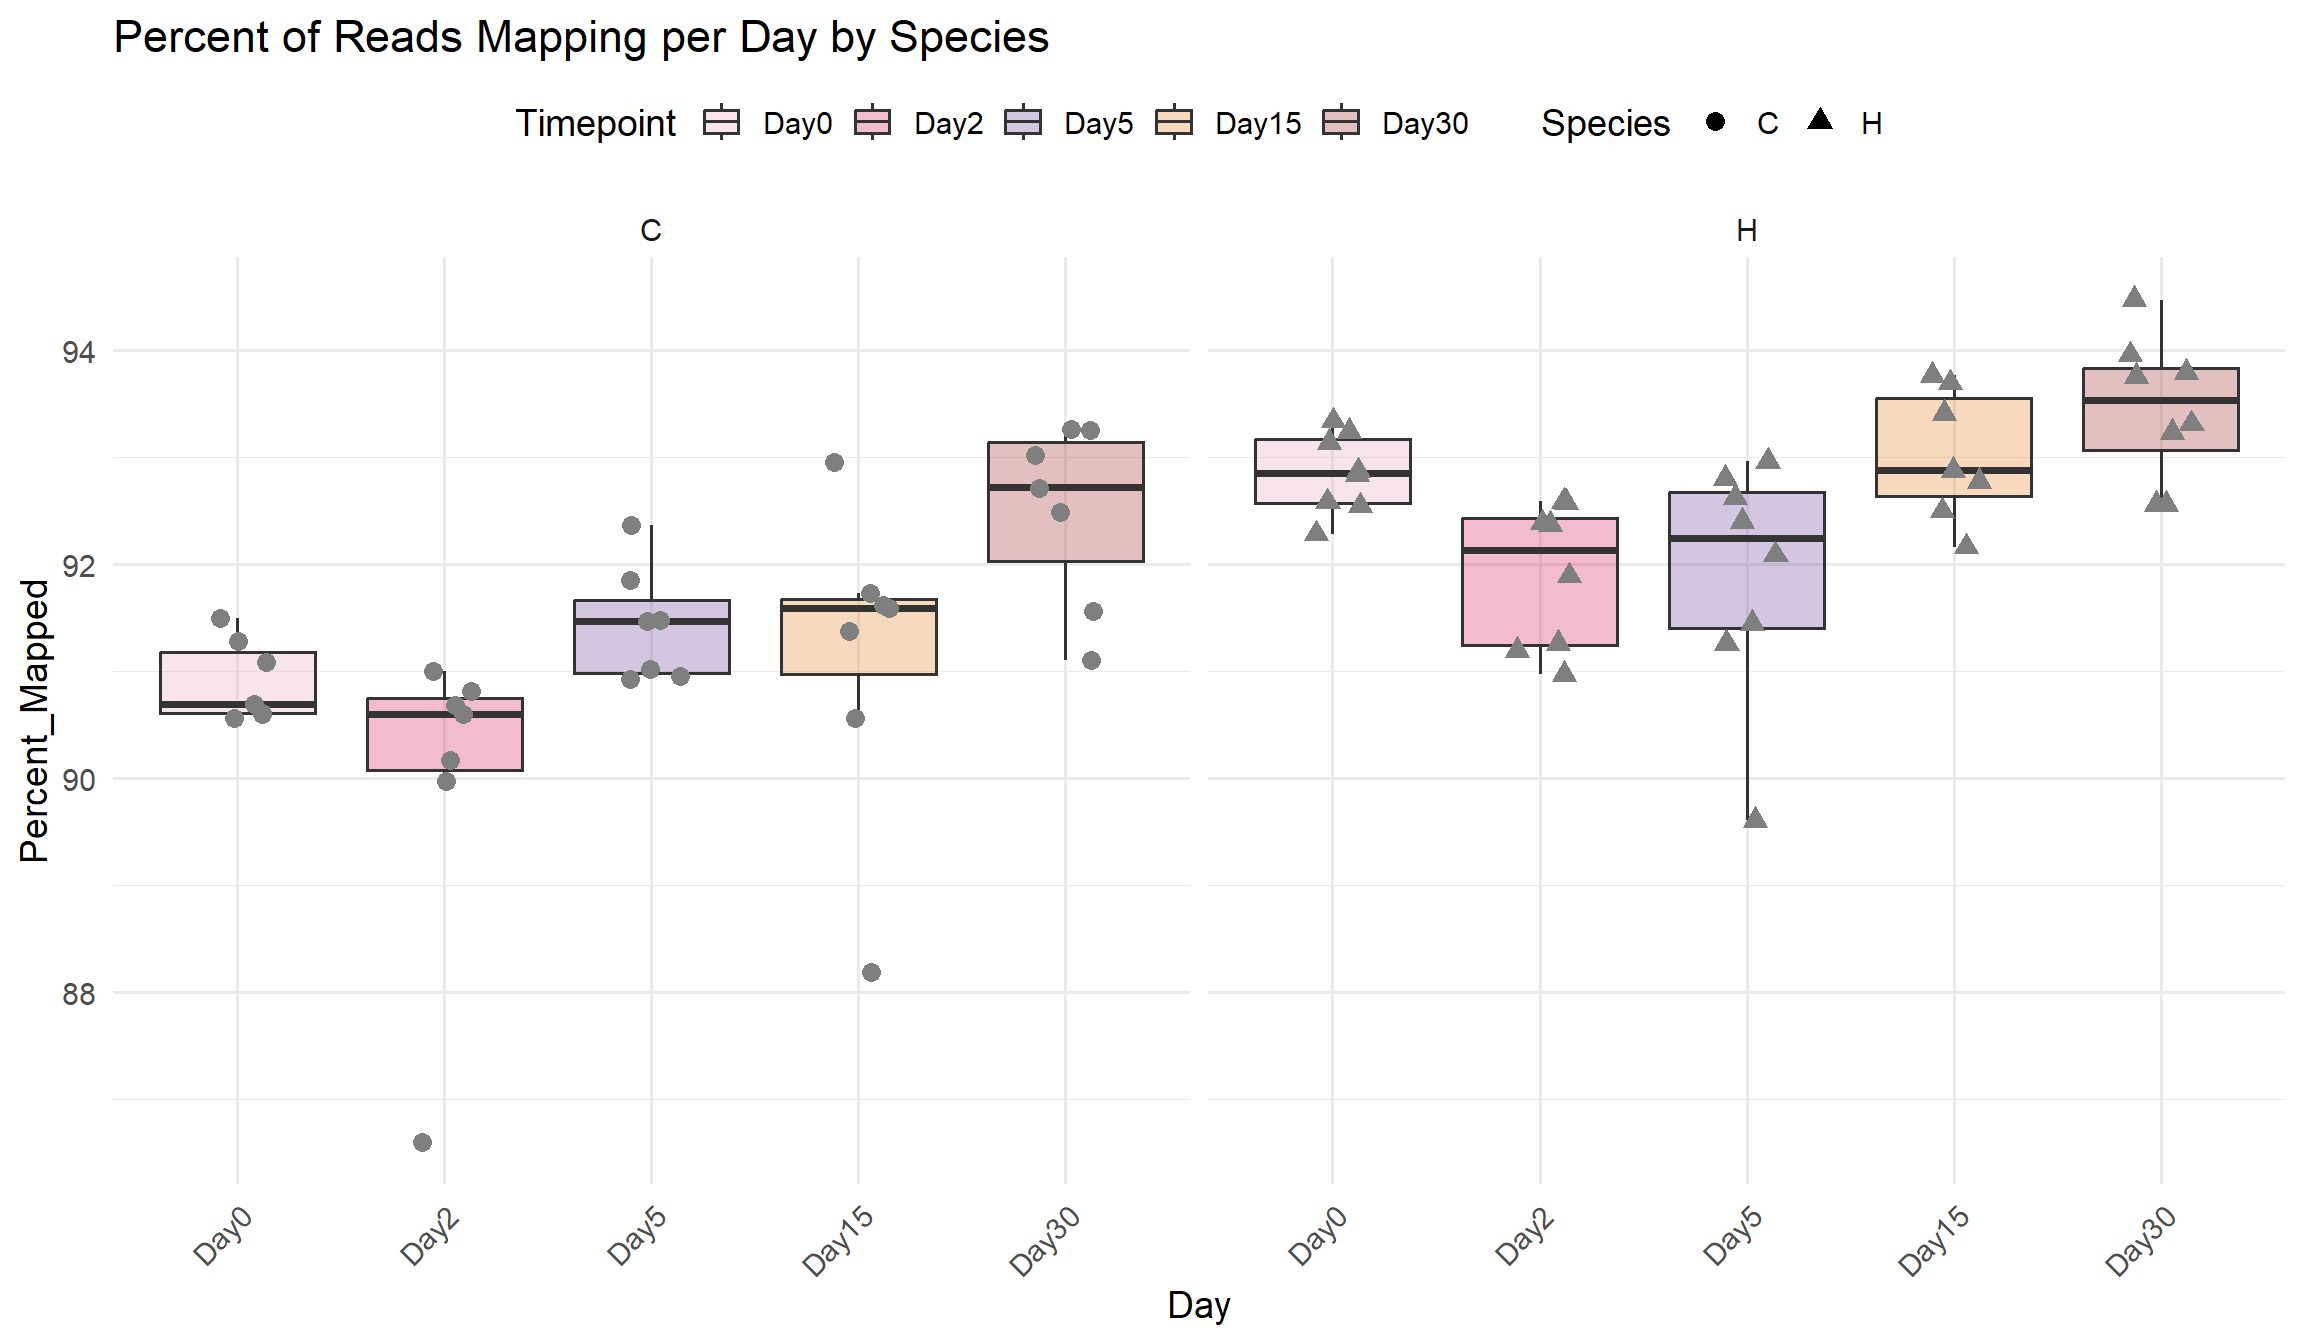 Percent of Reads Mapping per Day by Species
Timepoint Day0 Day2 Day5 Day15 Day30 Species C H
C H
94
92
90
88
Percent_Mapped
Day0 Day2 Day5 Day15 Day30 Day0 Day2 Day5 Day15 Day30
Day